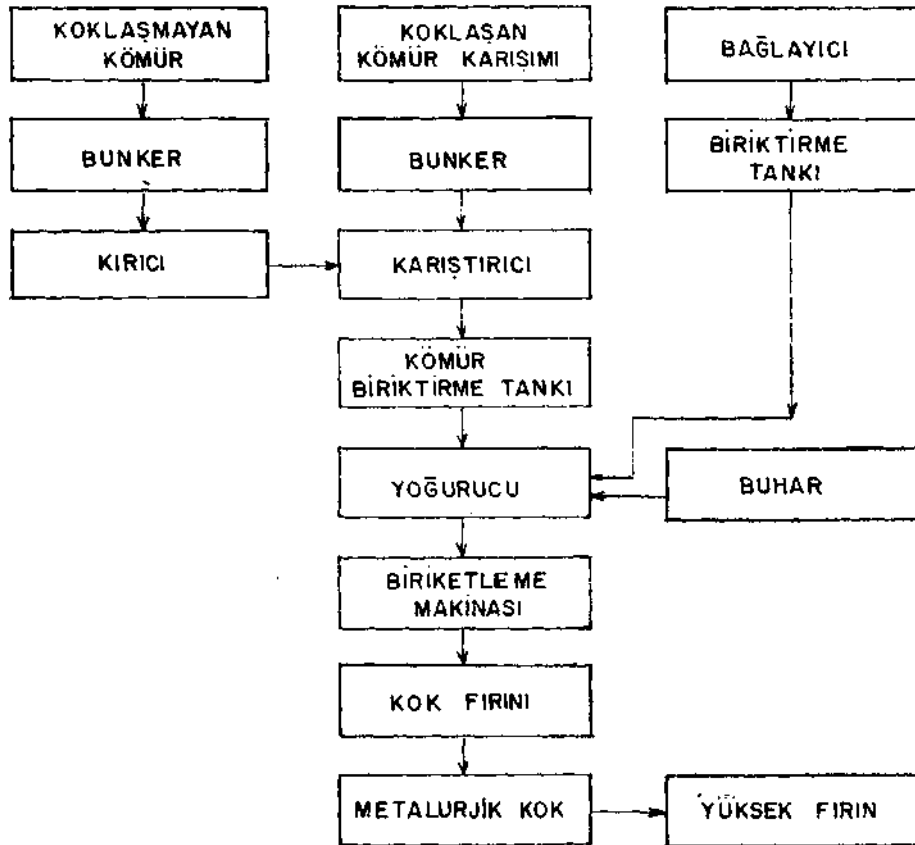 KOKLAŞMAYAN
KÖMÜR
KOKLAŞAN
KÖMÜR KARIŞIMI
BAĞLAYICI
BUNKER
BUNKER
BİRİKTİRME
TANKI
KIRICI
KARIŞTIRICI
KÖMÜR
BİRİKTİRME TANKI
YOĞURUCU
BUHAR
BİRİKETLEME
MAKİNASI
KOK FIRINI
METALURJİK KOK
YÜKSEK FIRIN